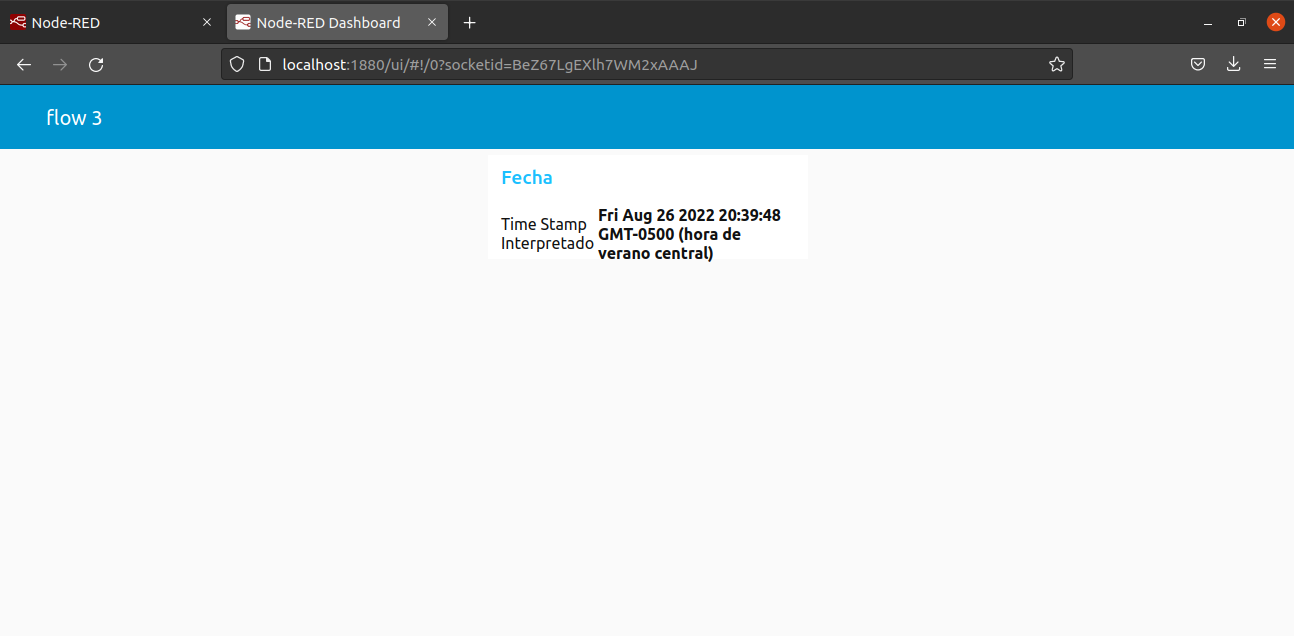 Node-RED
Node-RED Dashboard
localhost:1880/ui/#!/0?socketid=BeZ67LgEXlh7WM2xAAAJ
flow 3
Fecha
Time Stamp
Interpretado
Fri Aug 26 2022 20:39:48
GMT-0500 (hora de
verano central)